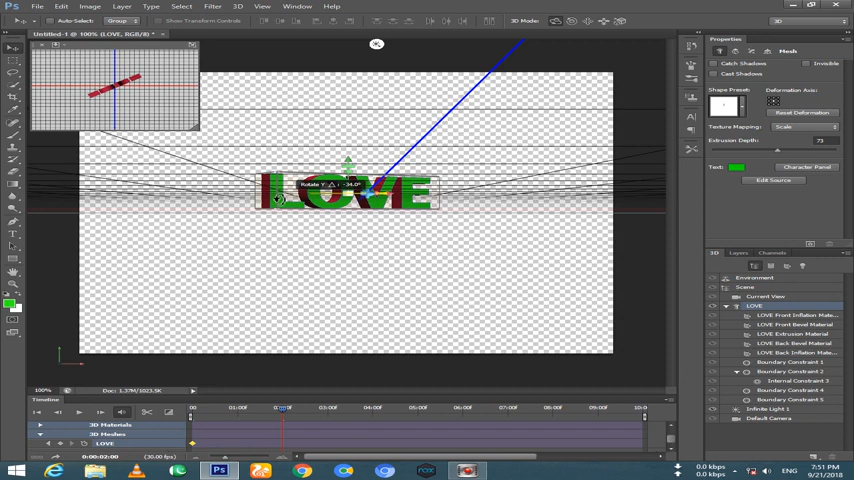 Ps File Edit Image Layer Type Select Filter 3D View Window Help
Auto-Select: Group Show Transform Controls 3D Mode: 3D
Untitled-1 @ 100% (LOVE, RGB/8) *
Properties
Mesh
Catch Shadows Invisible
Cast Shadows
Shape Preset: Deformation Axis:
Reset Deformation
Texture Mapping: Scale
Extrusion Depth: 73
Text: Character Panel
Edit Source
LOVE
Rotate Y : -34.0°
3D Layers Channels
Environment
Scene
Current View
LOVE
LOVE Front Inflation Mate...
LOVE Front Bevel Material
LOVE Extrusion Material
LOVE Back Bevel Material
LOVE Back Inflation Mate...
Boundary Constraint 1
Boundary Constraint 2
Internal Constraint 3
Boundary Constraint 4
Boundary Constraint 5
Infinite Light 1
Default Camera
100% Doc: 1.37M/1023.5K
Timeline
00 01:00f 02:00f 03:00f 04:00f 05:00f 06:00f 07:00f 08:00f 09:00f 10:0
3D Materials
3D Meshes
LOVE
0:00:02:00 (30.00 fps)
0.0 kbps
0.0 kbps
ENG
7:51 PM
9/21/2018